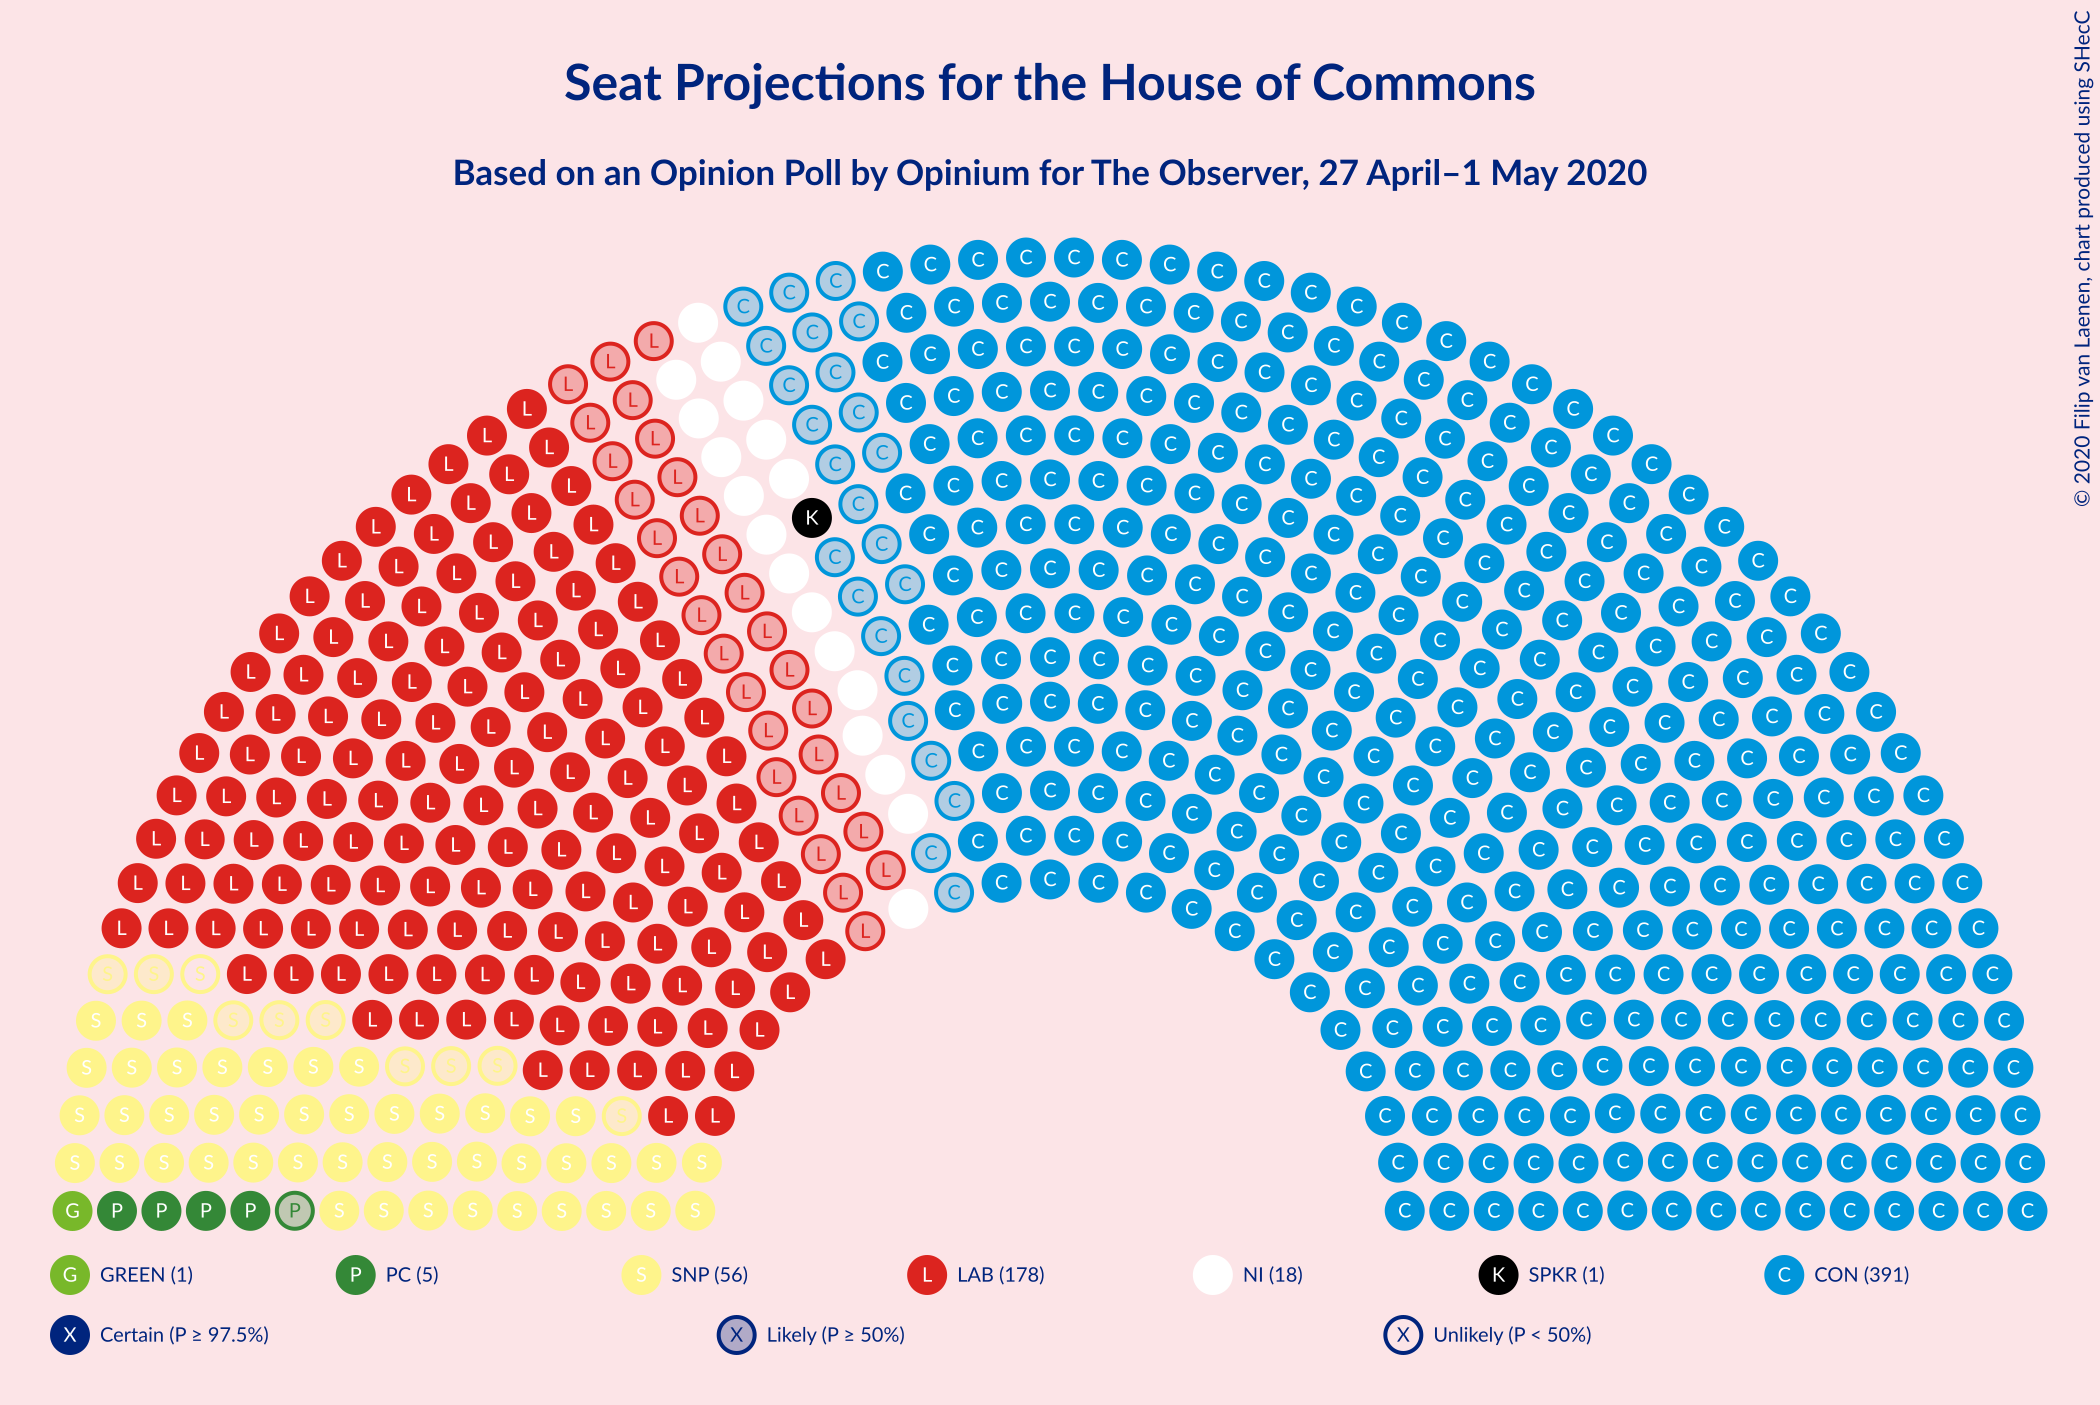 Seat Projections for the House of Commons
Based on an Opinion Poll by Opinium for The Observer, 27 April–1 May 2020
© 2020 Filip van Laenen, chart produced using SHecC
G GREEN (1)
P PC (5)
S SNP (56)
L LAB (178)
NI (18)
K SPKR (1)
C CON (391)
X Certain (P ≥ 97.5%)
X Likely (P ≥ 50%)
X Unlikely (P < 50%)